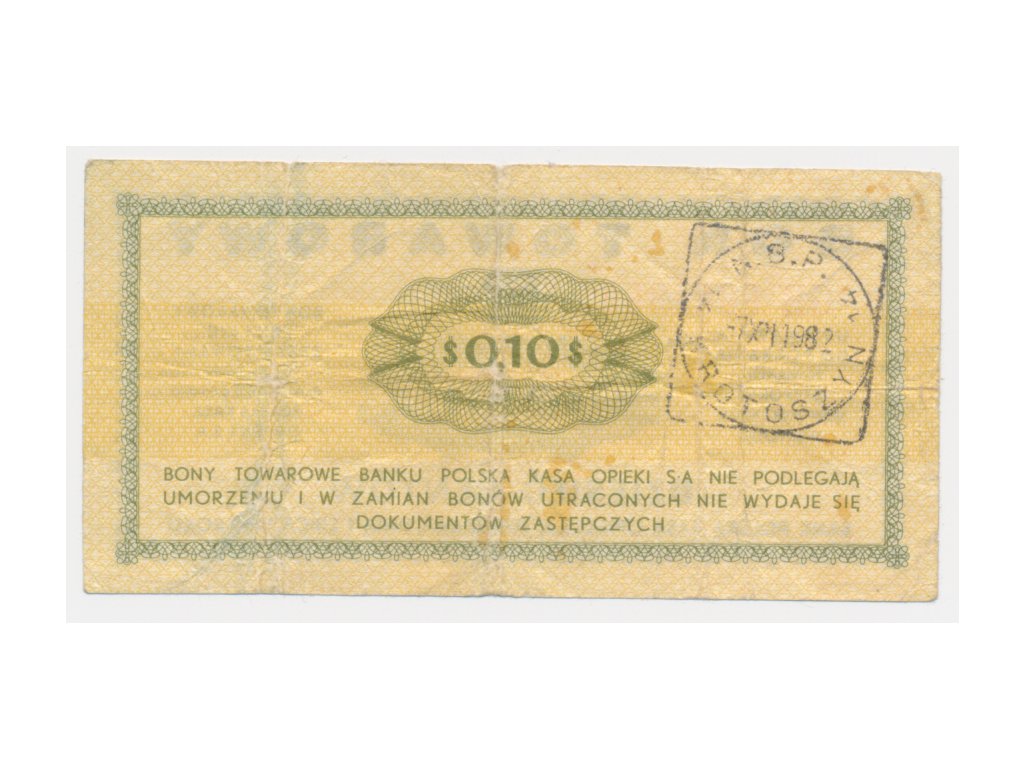 $0.10$
BONY TOWAROWE BANKU POLSKA KASA OPIEKI S·A NIE PODLEGAJĄ
UMORZENIU I W ZAMIAN BONÓW UTRACONYCH NIE WYDAJE SIĘ
DOKUMENTÓW ZASTĘPCZYCH
1982
KROTOSZYN